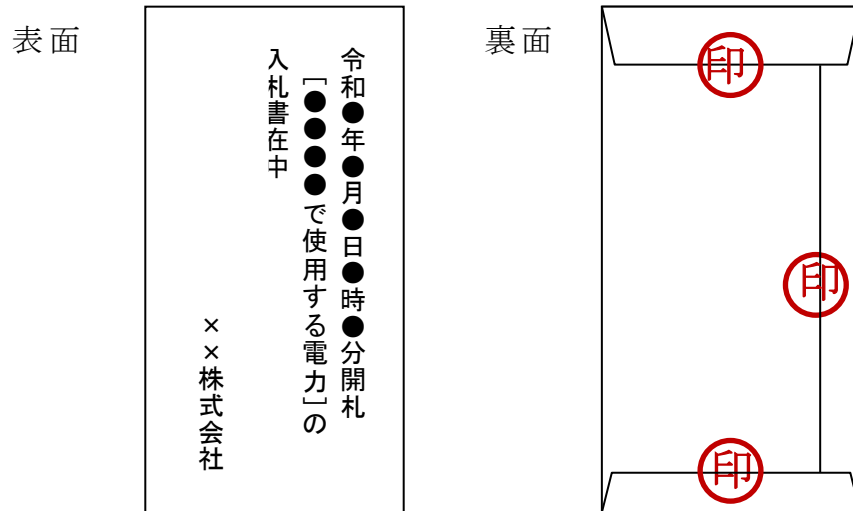 表面
令和●年●月●日●時●分開札
[●●●●で使用する電力]の
入札書在中
××株式会社
裏面
印
印
印